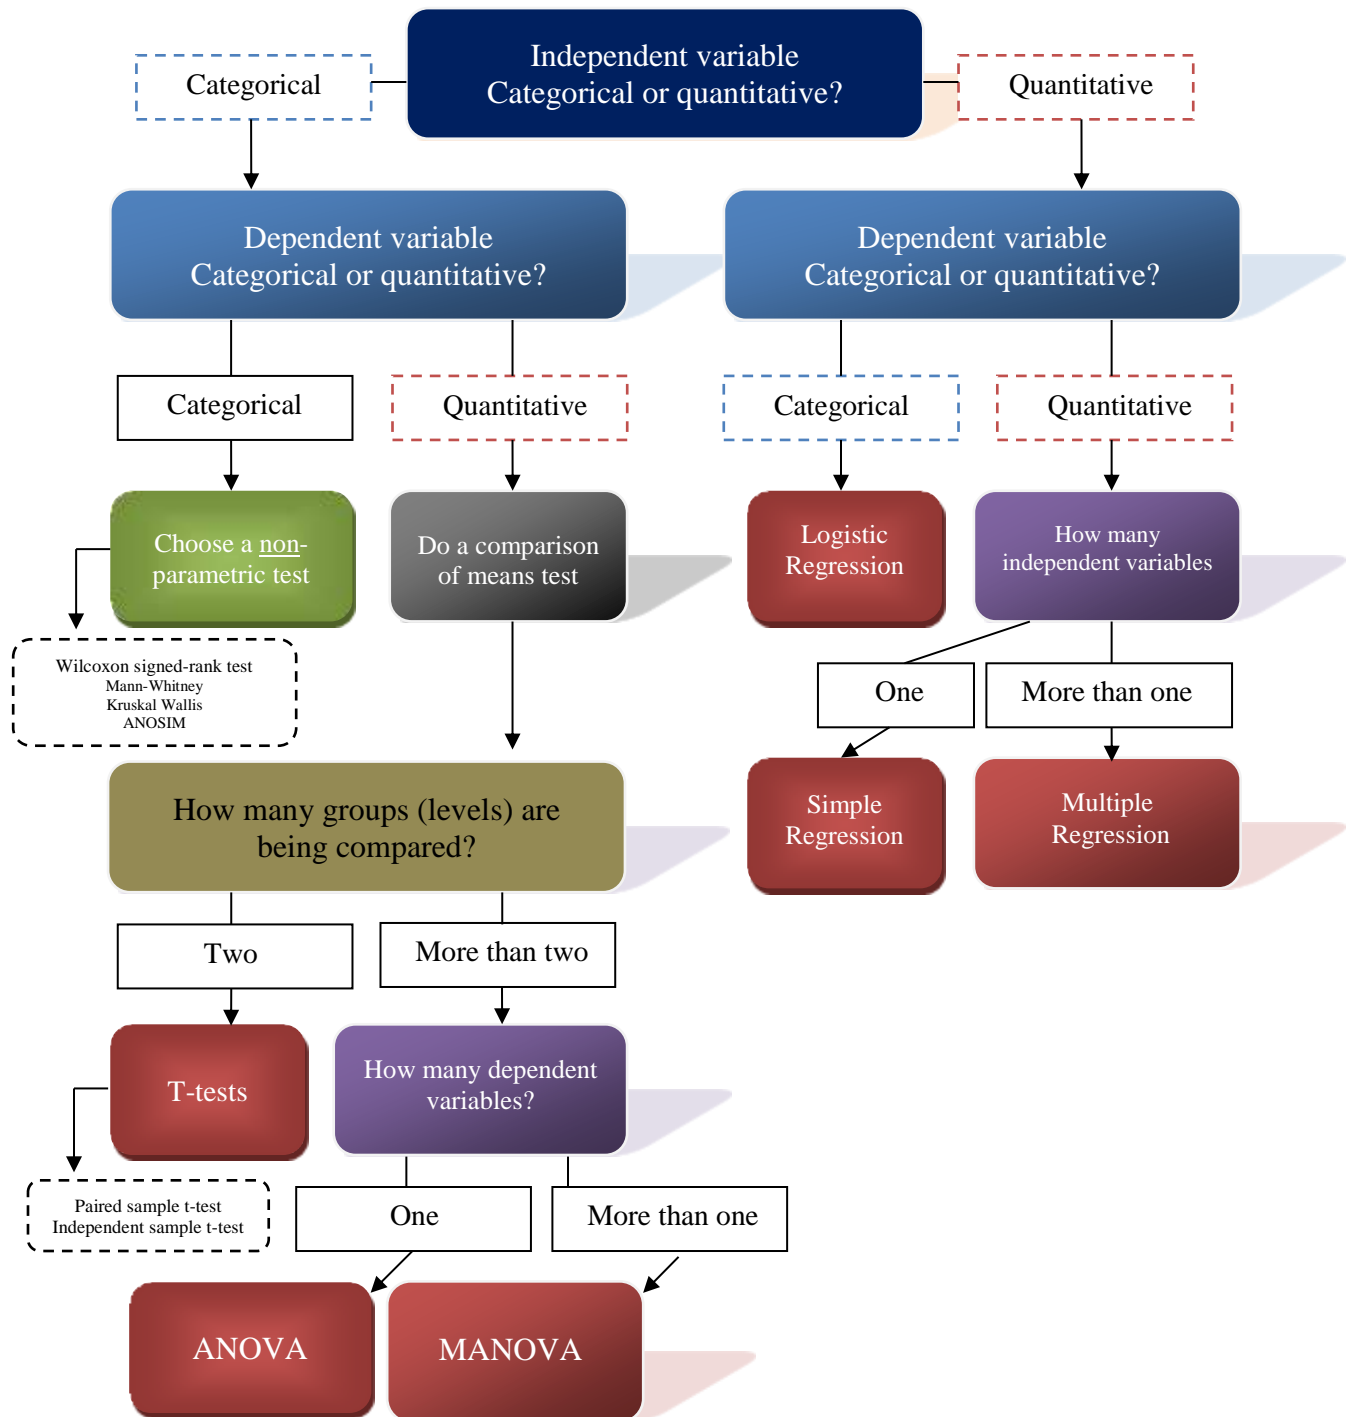 Independent variable
Categorical or quantitative?
Categorical
Quantitative
Dependent variable
Categorical or quantitative?
Dependent variable
Categorical or quantitative?
Categorical
Quantitative
Categorical
Quantitative
Choose a non-
parametric test
Do a comparison
of means test
Logistic
Regression
How many
independent variables
Wilcoxon signed-rank test
Mann-Whitney
Kruskal Wallis
ANOSIM
One
More than one
How many groups (levels) are
being compared?
Simple
Regression
Multiple
Regression
Two
More than two
T-tests
How many dependent
variables?
Paired sample t-test
Independent sample t-test
One
More than one
ANOVA
MANOVA